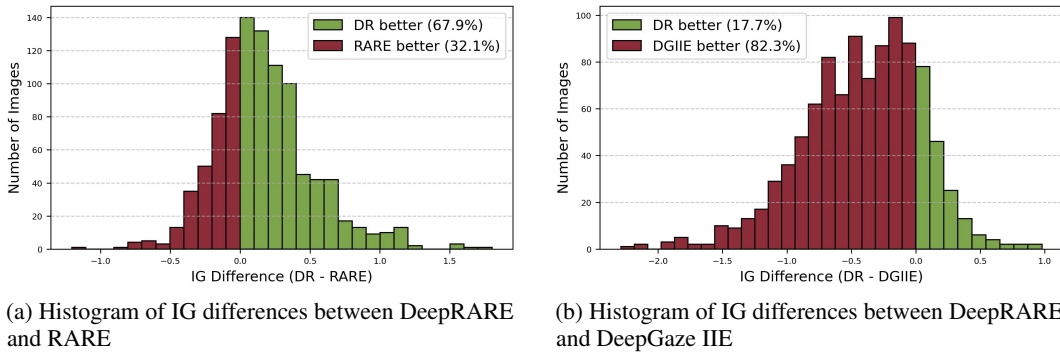 140
120
100
80
60
40
20
0
Number of Images
DR better (67.9%)
RARE better (32.1%)
−1.0 −0.5 0.0 0.5 1.0 1.5
IG Difference (DR - RARE)
(a) Histogram of IG differences between DeepRARE
and RARE
100
80
60
40
20
0
Number of Images
DR better (17.7%)
DGIIE better (82.3%)
−2.0 −1.5 −1.0 −0.5 0.0 0.5 1.0
IG Difference (DR - DGIIE)
(b) Histogram of IG differences between DeepRARE
and DeepGaze IIE